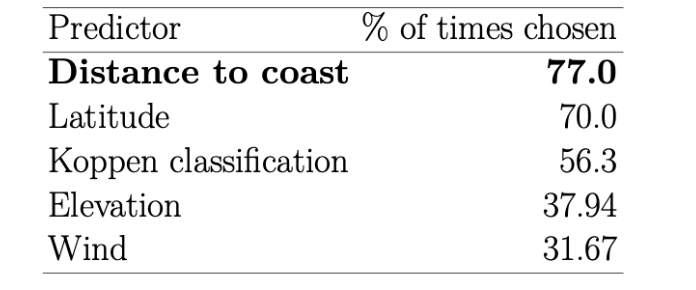 Predictor % of times chosen
Distance to coast 77.0
Latitude 70.0
Koppen classification 56.3
Elevation 37.94
Wind 31.67